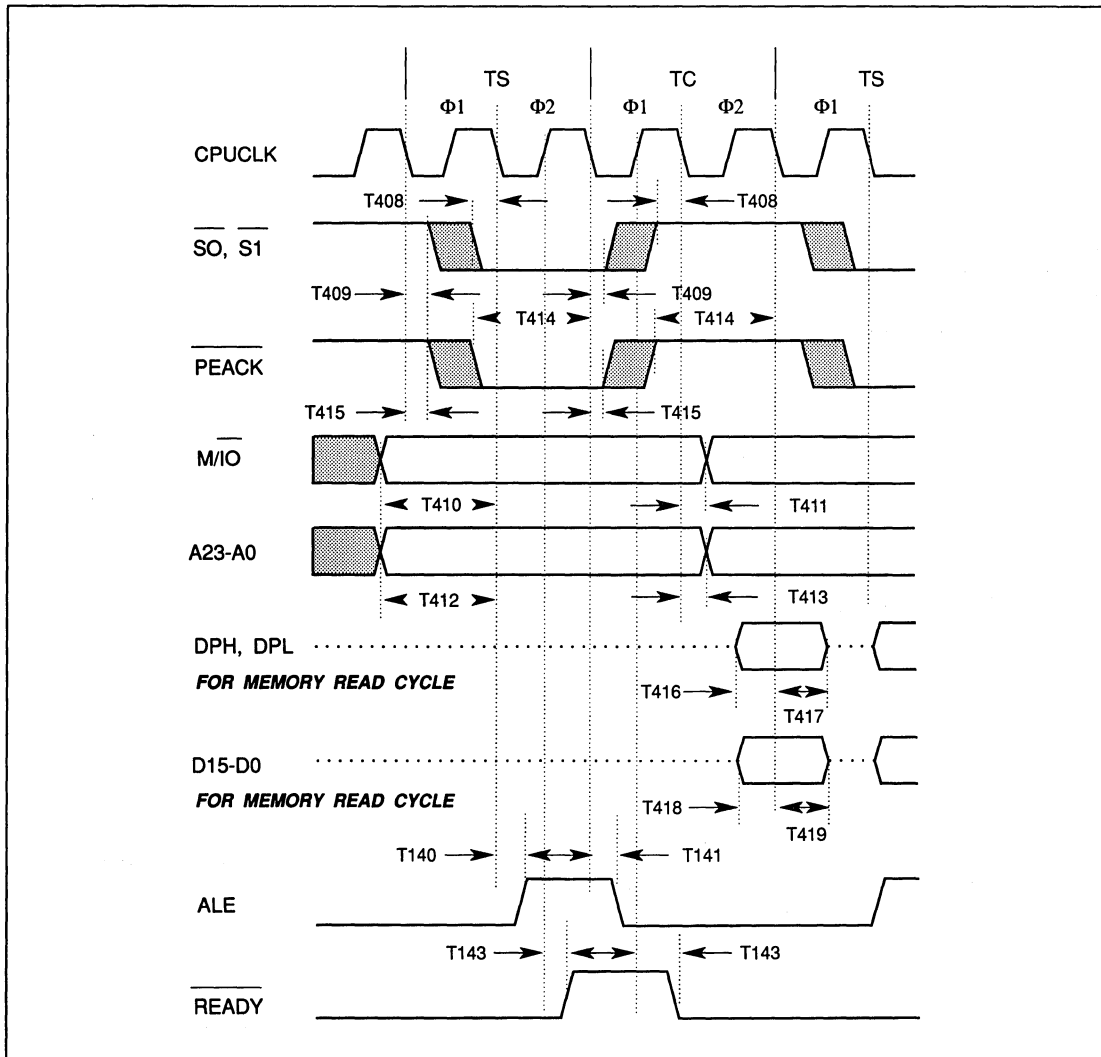 TS TC TS
Φ1 Φ2 Φ1 Φ2 Φ1
CPUCLK
T408 T408
SO, S1
T409 T409
T414 T414
PEACK
T415 T415
M/IO
T410 T411
A23-A0
T412 T413
DPH, DPL
FOR MEMORY READ CYCLE
T416
T417
D15-D0
FOR MEMORY READ CYCLE
T418
T419
T140 T141
ALE
T143 T143
READY